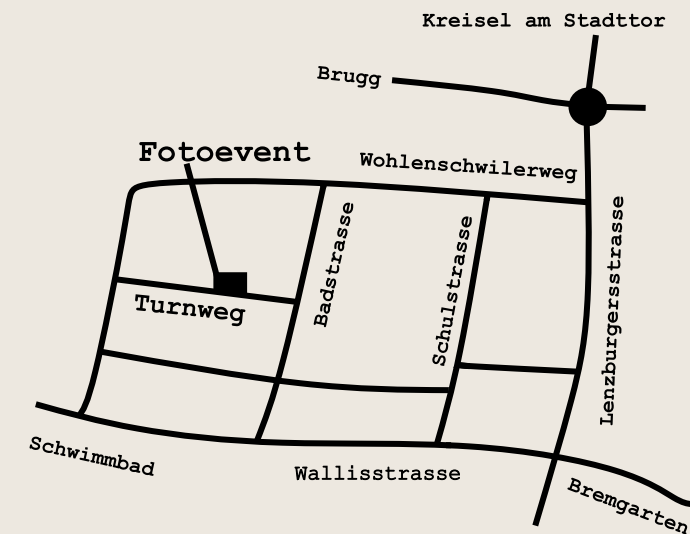 Kreisel am Stadttor
Brugg
Fotoevent
Wohlenschwilerweg
Badstrasse
Schulstrasse
Lenzburgersstrasse
Turnweg
Schwimmbad
Wallisstrasse
Bremgarten